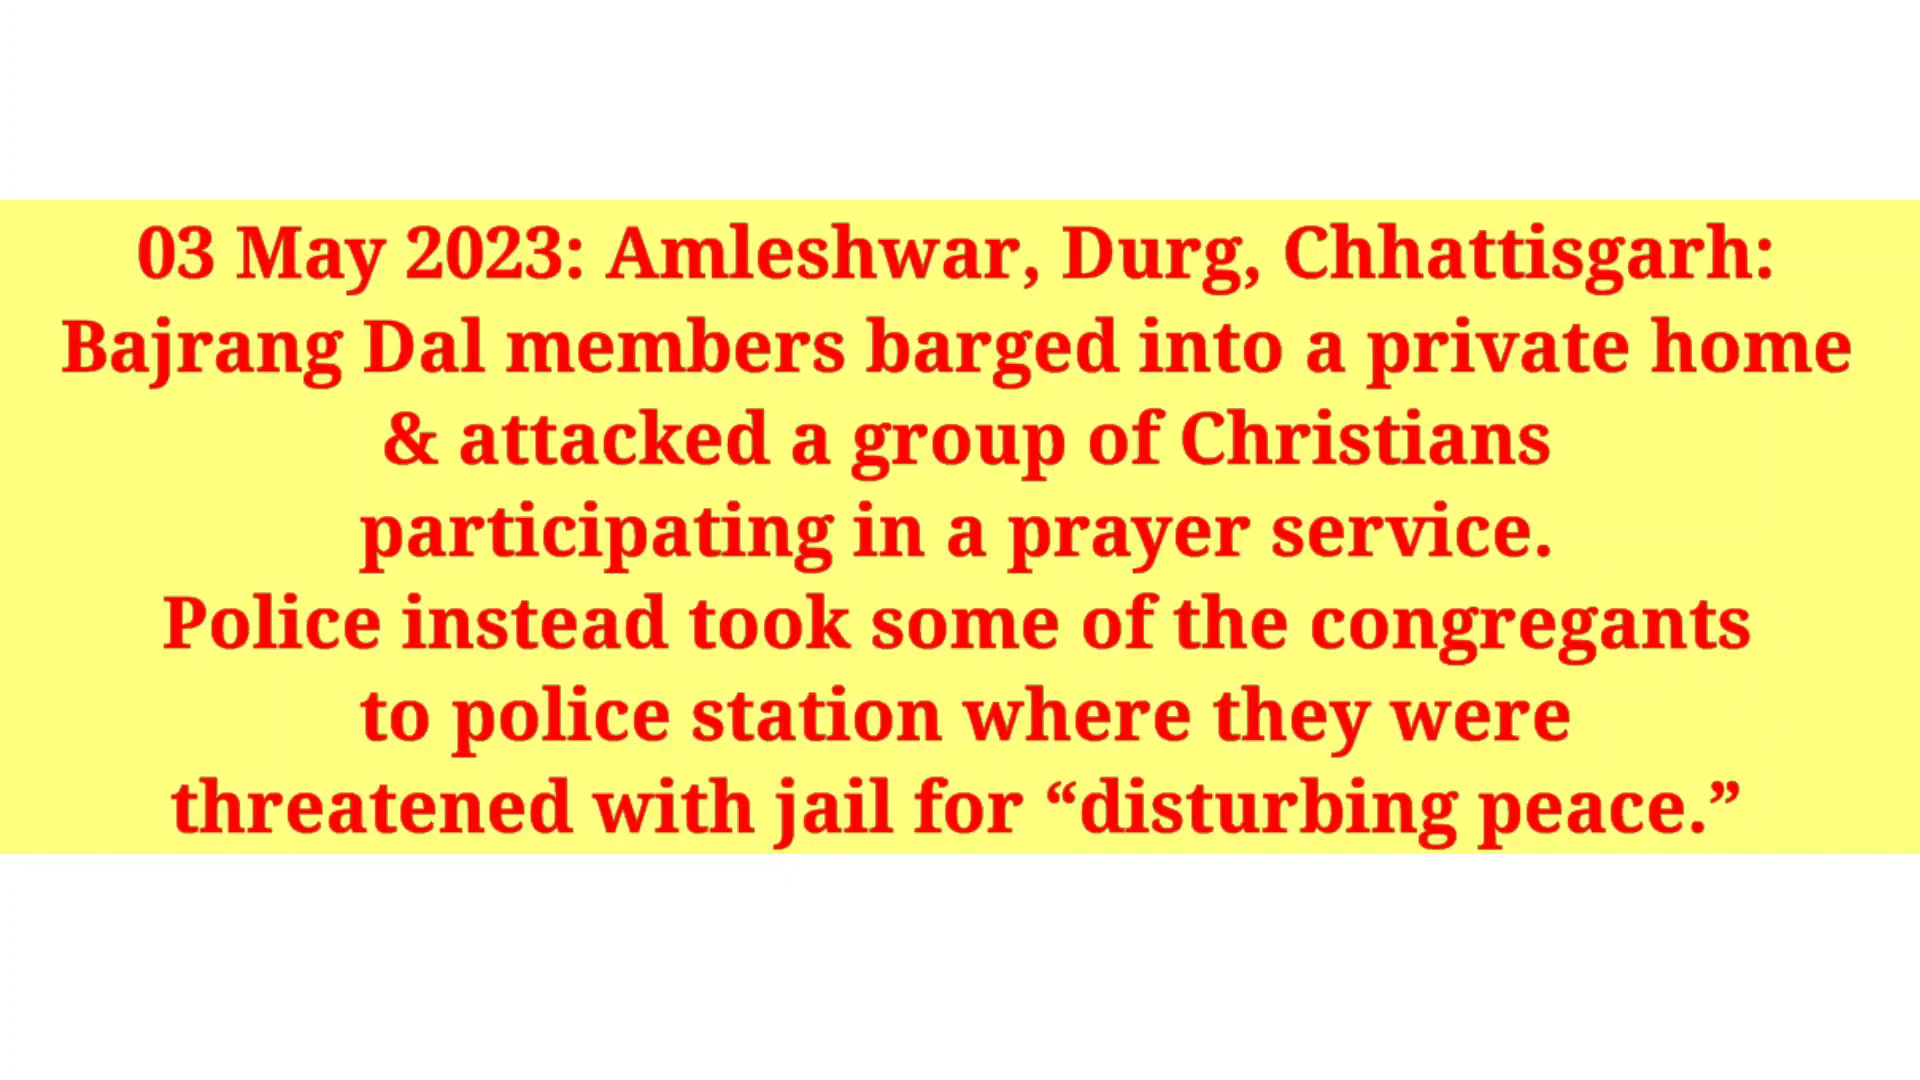 03 May 2023: Amleshwar, Durg, Chhattisgarh:
Bajrang Dal members barged into a private home
& attacked a group of Christians
participating in a prayer service.
Police instead took some of the congregants
to police station where they were
threatened with jail for “disturbing peace.”